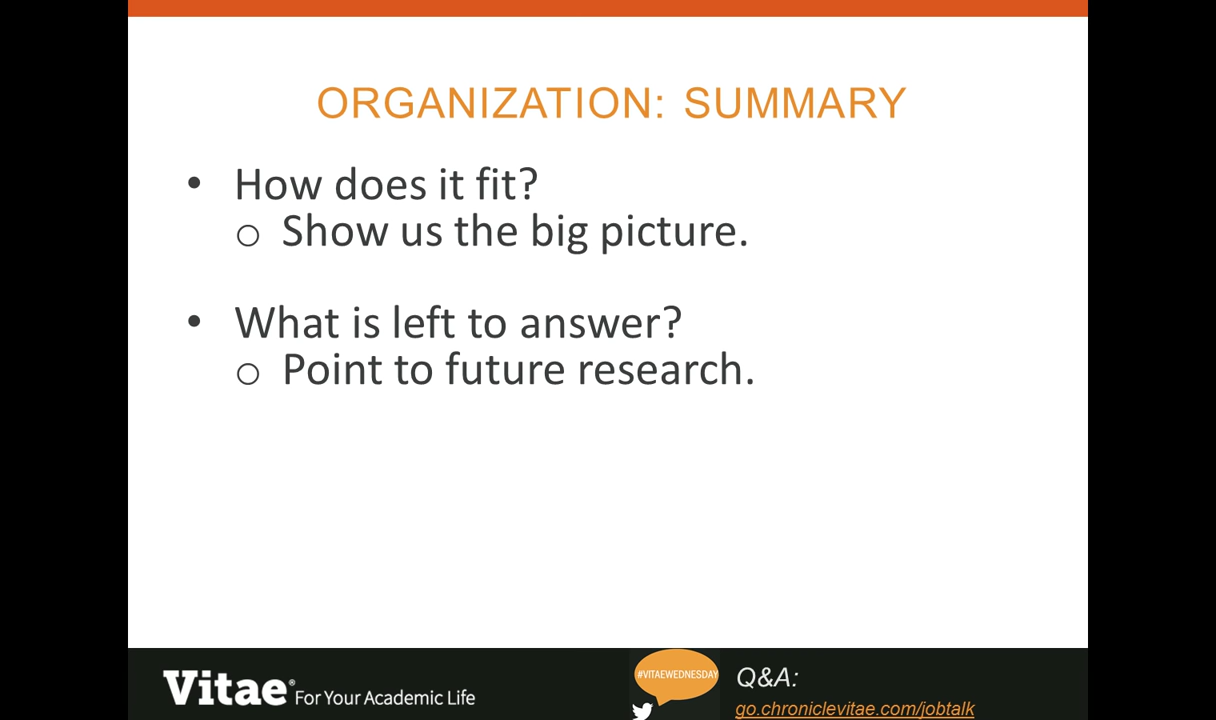 ORGANIZATION: SUMMARY
• How does it fit?
o Show us the big picture.
• What is left to answer?
o Point to future research.
Vitae® For Your Academic Life
#VITAEWEDNESDAY
Q&A:
go.chroniclevitae.com/jobtalk